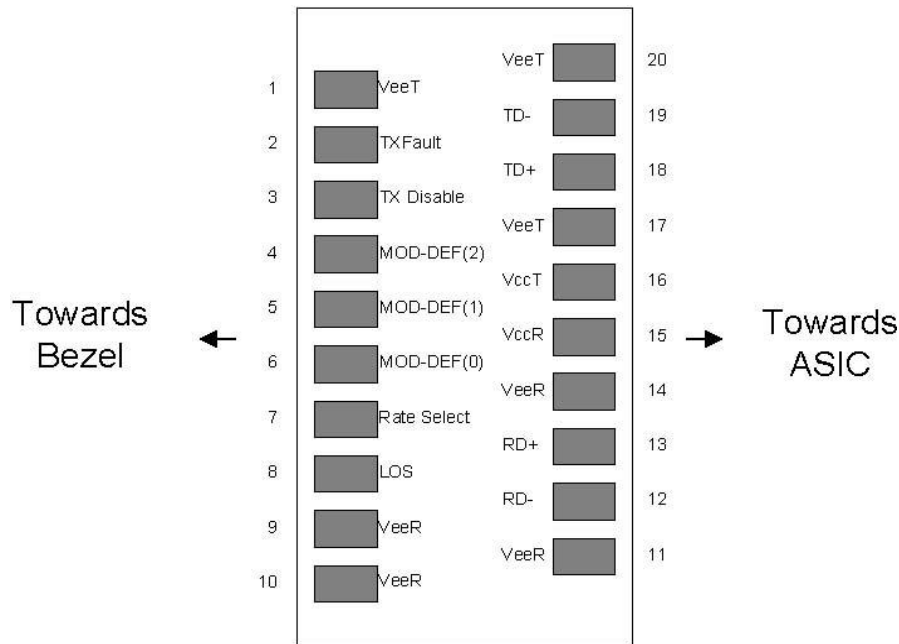 VeeT 20
1 VeeT
TD- 19
2 TXFault
TD+ 18
3 TX Disable
VeeT 17
4 MOD-DEF(2)
VccT 16
5 MOD-DEF(1)
VccR 15
6 MOD-DEF(0)
VeeR 14
7 Rate Select
RD+ 13
8 LOS
RD- 12
9 VeeR
VeeR 11
10 VeeR
Towards
Bezel
Towards
ASIC